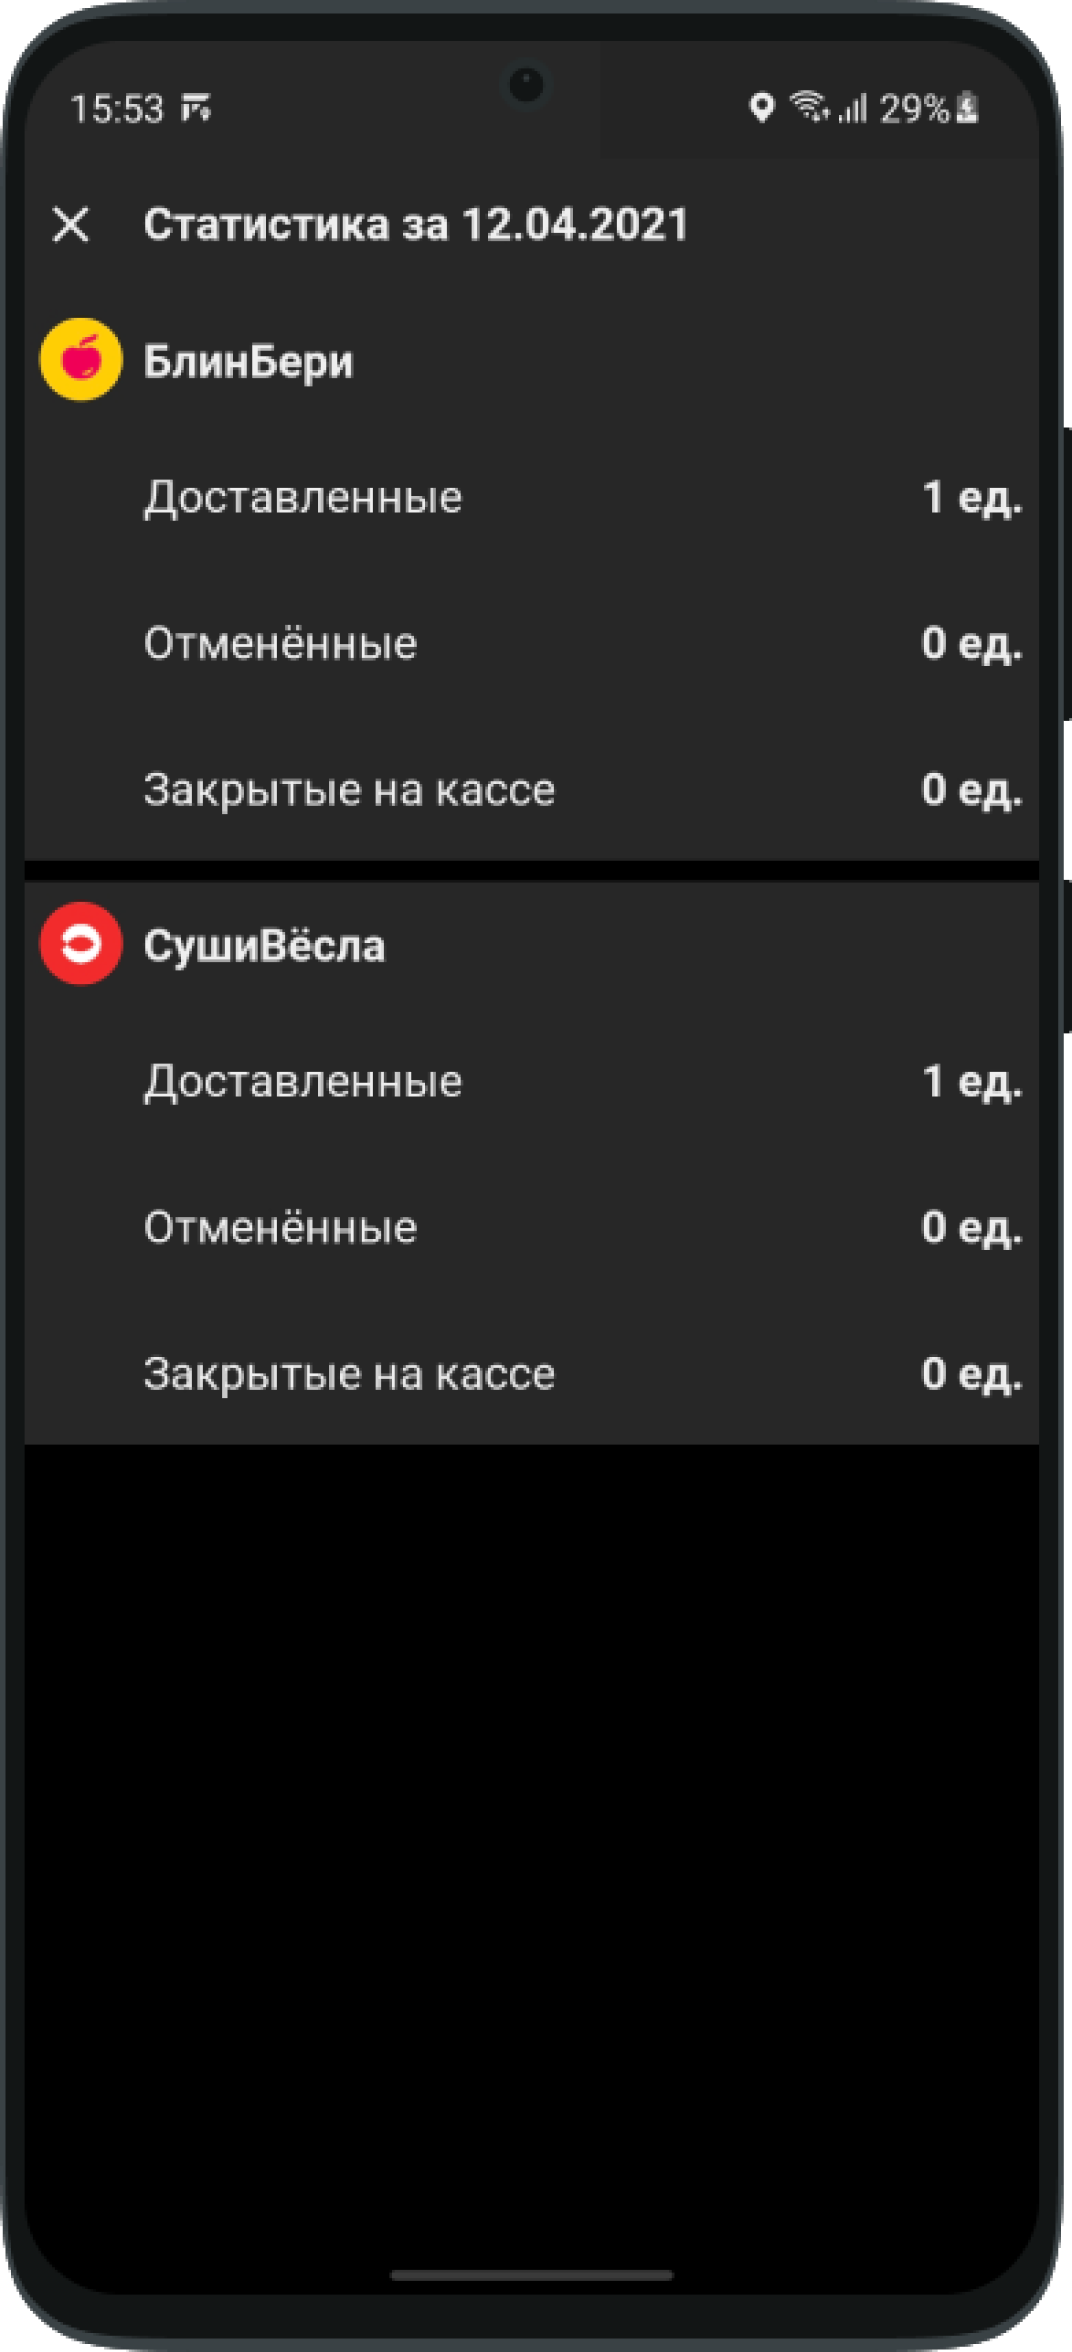 15:53 29%
Статистика за 12.04.2021
БлинБери
Доставленные 1 ед.
Отменённые 0 ед.
Закрытые на кассе 0 ед.
СушиВёсла
Доставленные 1 ед.
Отменённые 0 ед.
Закрытые на кассе 0 ед.